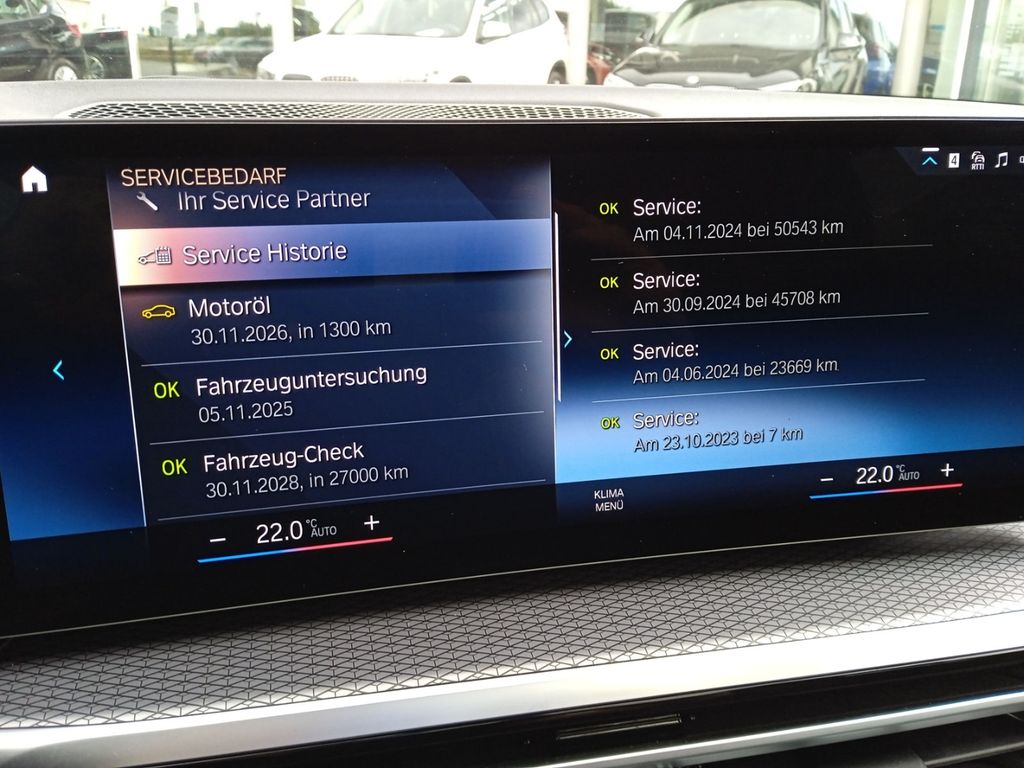 SERVICEBEDARF
Ihr Service Partner
Service Historie
Motoröl
30.11.2026, in 1300 km
OK Fahrzeuguntersuchung
05.11.2025
OK Fahrzeug-Check
30.11.2028, in 27000 km
4
RTTI
OK Service:
Am 04.11.2024 bei 50543 km
OK Service:
Am 30.09.2024 bei 45708 km
OK Service:
Am 04.06.2024 bei 23669 km
OK Service:
Am 23.10.2023 bei 7 km
− 22.0 °C AUTO +
KLIMA
MENÜ
− 22.0 °C AUTO +